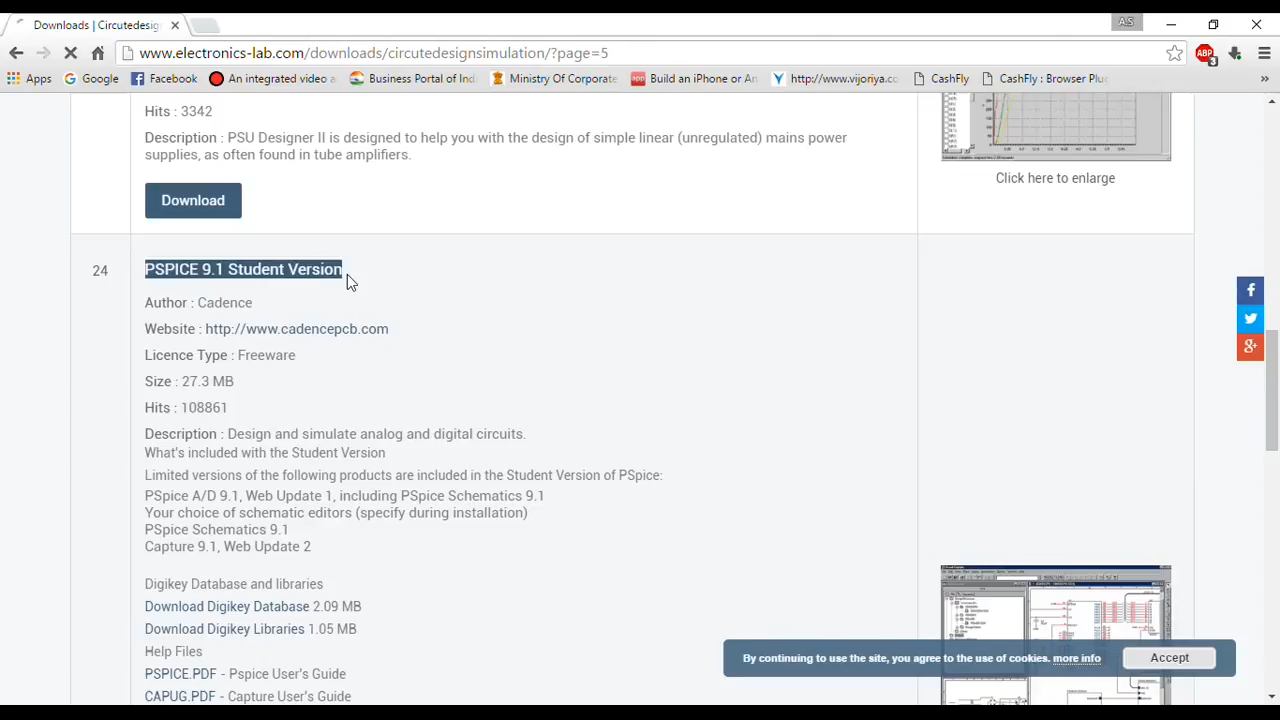 Downloads | Circutedesig
A.S
www.electronics-lab.com/downloads/circutedesignsimulation/?page=5
ABP
3
Apps
Google
Facebook
An integrated video a
Business Portal of Ind
Ministry Of Corporate
Build an iPhone or An
http://www.vijoriya.co
CashFly
CashFly : Browser Plu
Hits : 3342
Description : PSU Designer II is designed to help you with the design of simple linear (unregulated) mains power
supplies, as often found in tube amplifiers.
Click here to enlarge
Download
24
PSPICE 9.1 Student Version
Author : Cadence
Website : http://www.cadencepcb.com
Licence Type : Freeware
Size : 27.3 MB
Hits : 108861
Description : Design and simulate analog and digital circuits.
What's included with the Student Version
Limited versions of the following products are included in the Student Version of PSpice:
PSpice A/D 9.1, Web Update 1, including PSpice Schematics 9.1
Your choice of schematic editors (specify during installation)
PSpice Schematics 9.1
Capture 9.1, Web Update 2
Digikey Database and libraries
Download Digikey Database 2.09 MB
Download Digikey Libraries 1.05 MB
Help Files
PSPICE.PDF - Pspice User's Guide
CAPUG.PDF - Capture User's Guide
By continuing to use the site, you agree to the use of cookies. more info
Accept